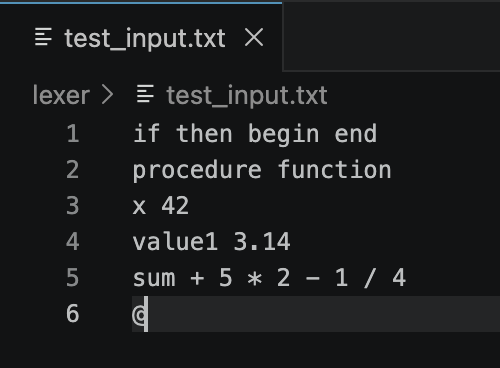 test_input.txt
lexer > test_input.txt
1 if then begin end
2 procedure function
3 x 42
4 value1 3.14
5 sum + 5 * 2 - 1 / 4
6 @